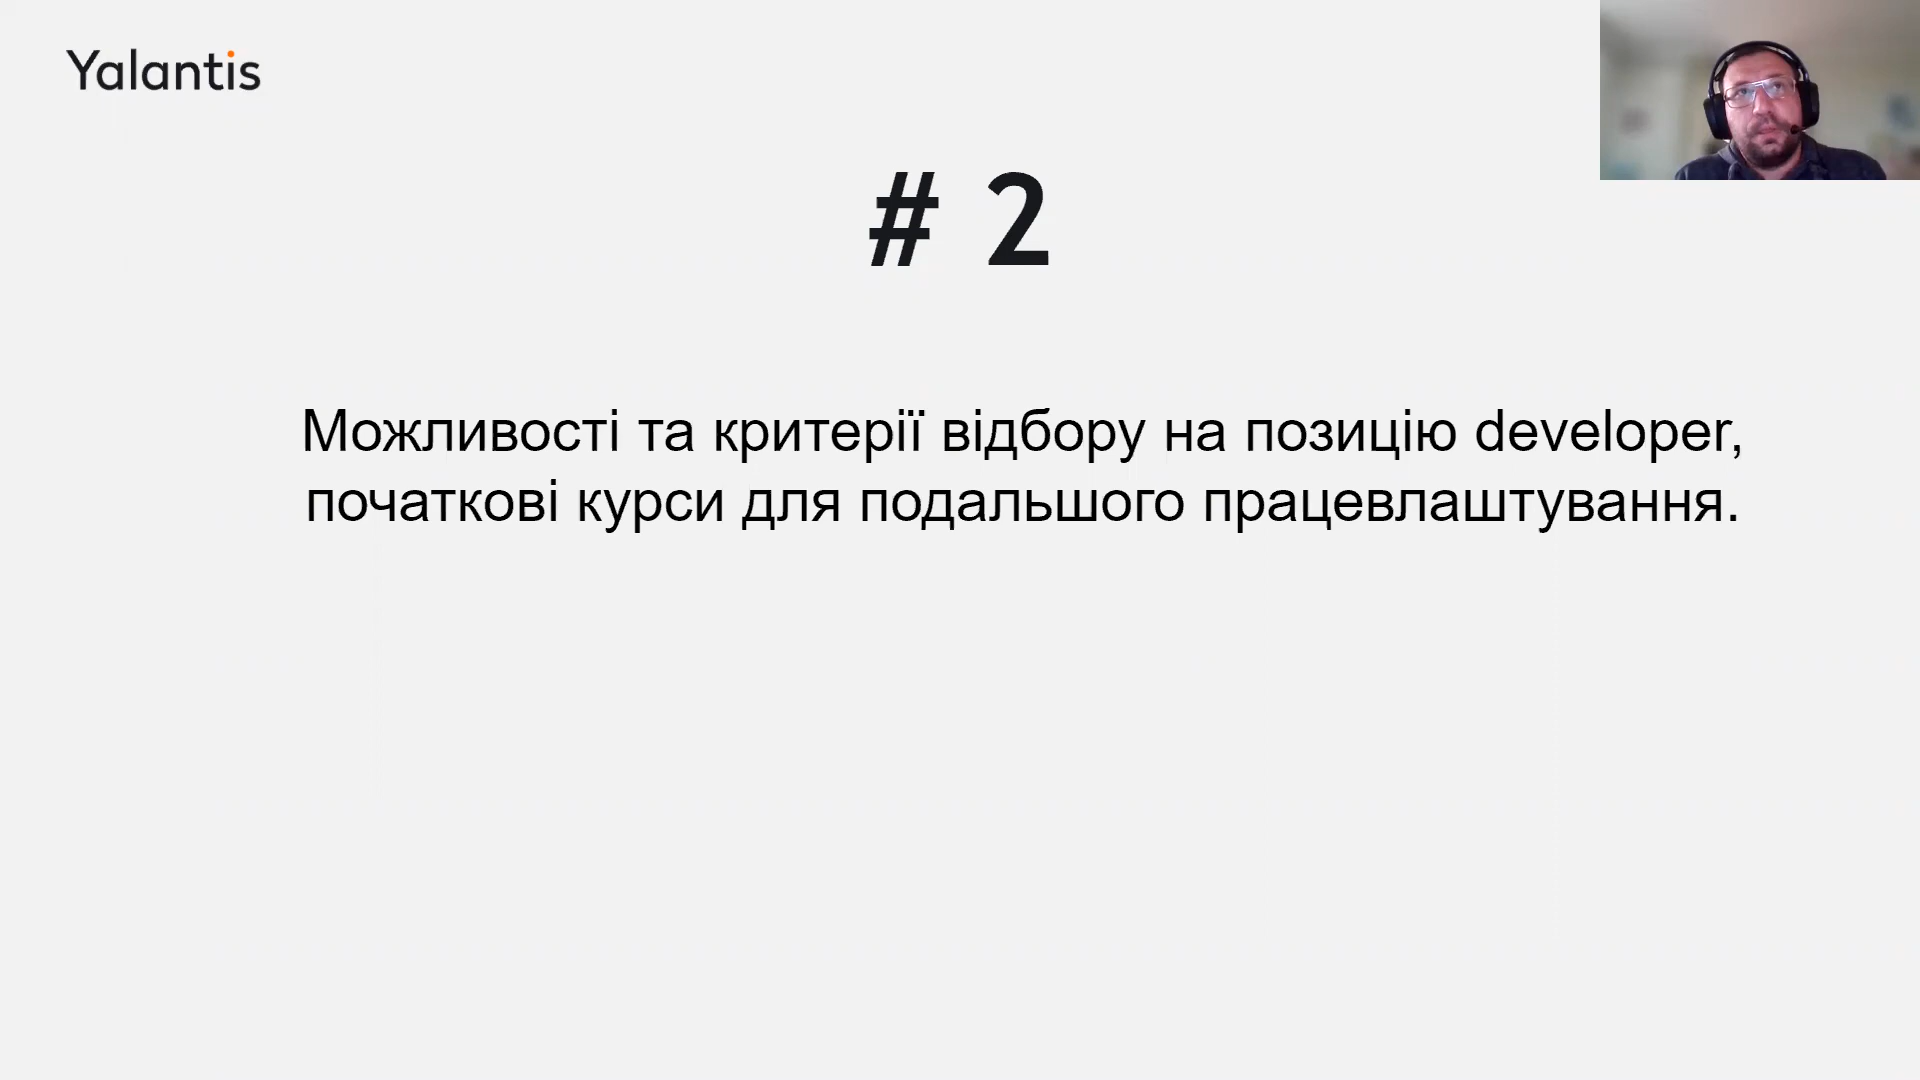 Yalantis
# 2
Можливості та критерії відбору на позицію developer,
початкові курси для подальшого працевлаштування.